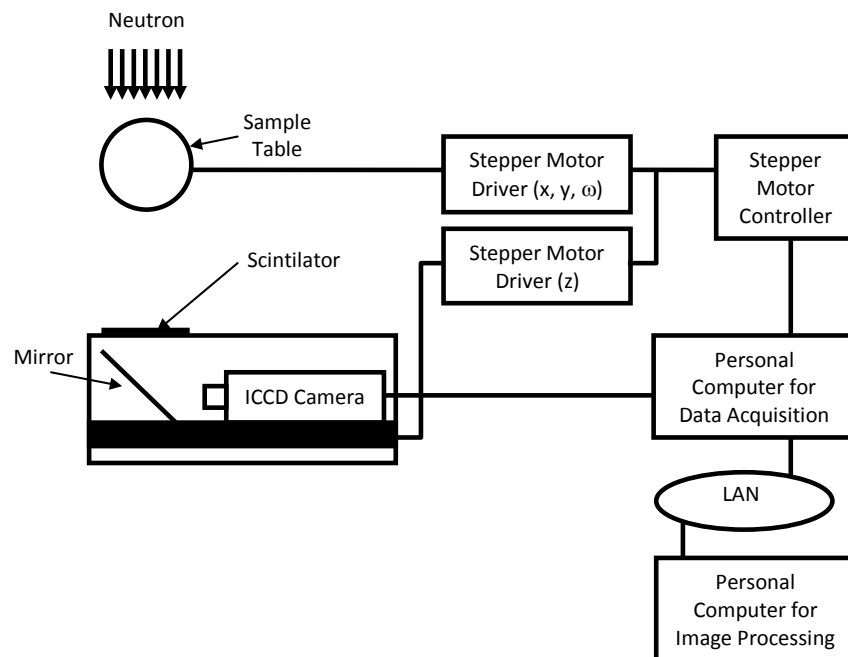 Neutron
Sample
Table
Stepper Motor
Driver (x, y, ω)
Stepper
Motor
Controller
Stepper Motor
Driver (z)
Scintilator
Mirror
ICCD Camera
Personal
Computer for
Data Acquisition
LAN
Personal
Computer for
Image Processing